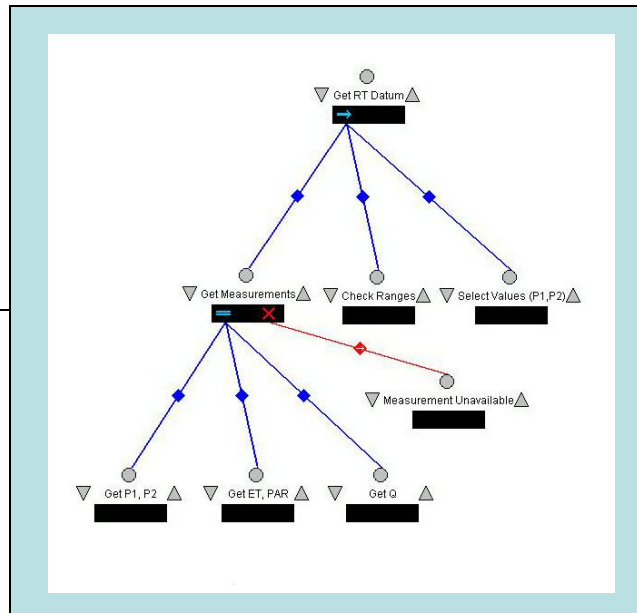 Get RT Datum
Get Measurements
Check Ranges
Select Values (P1,P2)
Measurement Unavailable
Get P1, P2
Get ET, PAR
Get Q